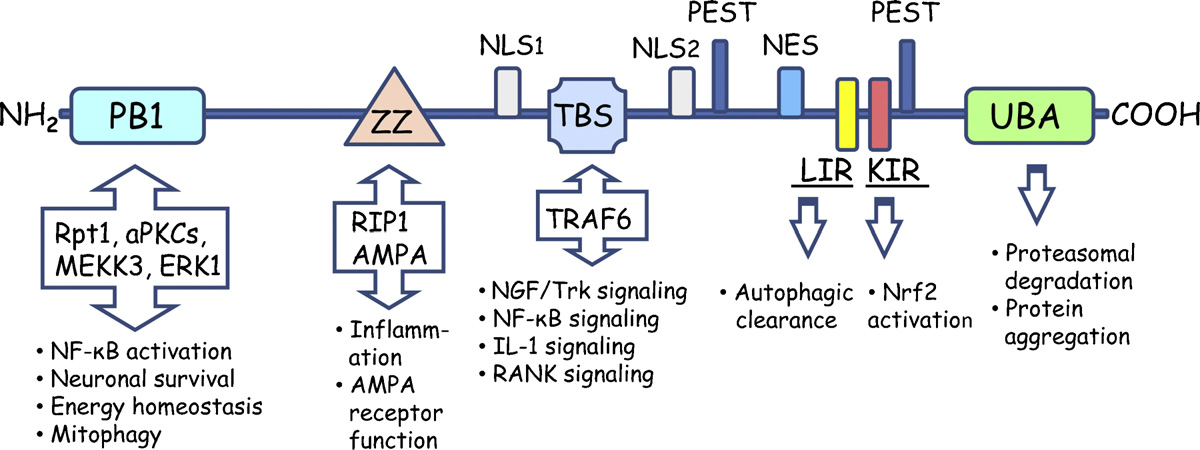 PEST
PEST
NLS1
NLS2
NES
NH2
PB1
ZZ
TBS
UBA
COOH
LIR
KIR
Rpt1, aPKCs,
MEKK3, ERK1
RIP1
AMPA
TRAF6
• NF-κB activation
• Neuronal survival
• Energy homeostasis
• Mitophagy
• Inflamm-
ation
• AMPA
receptor
function
• NGF/Trk signaling
• NF-κB signaling
• IL-1 signaling
• RANK signaling
• Autophagic
clearance
• Nrf2
activation
• Proteasomal
degradation
• Protein
aggregation